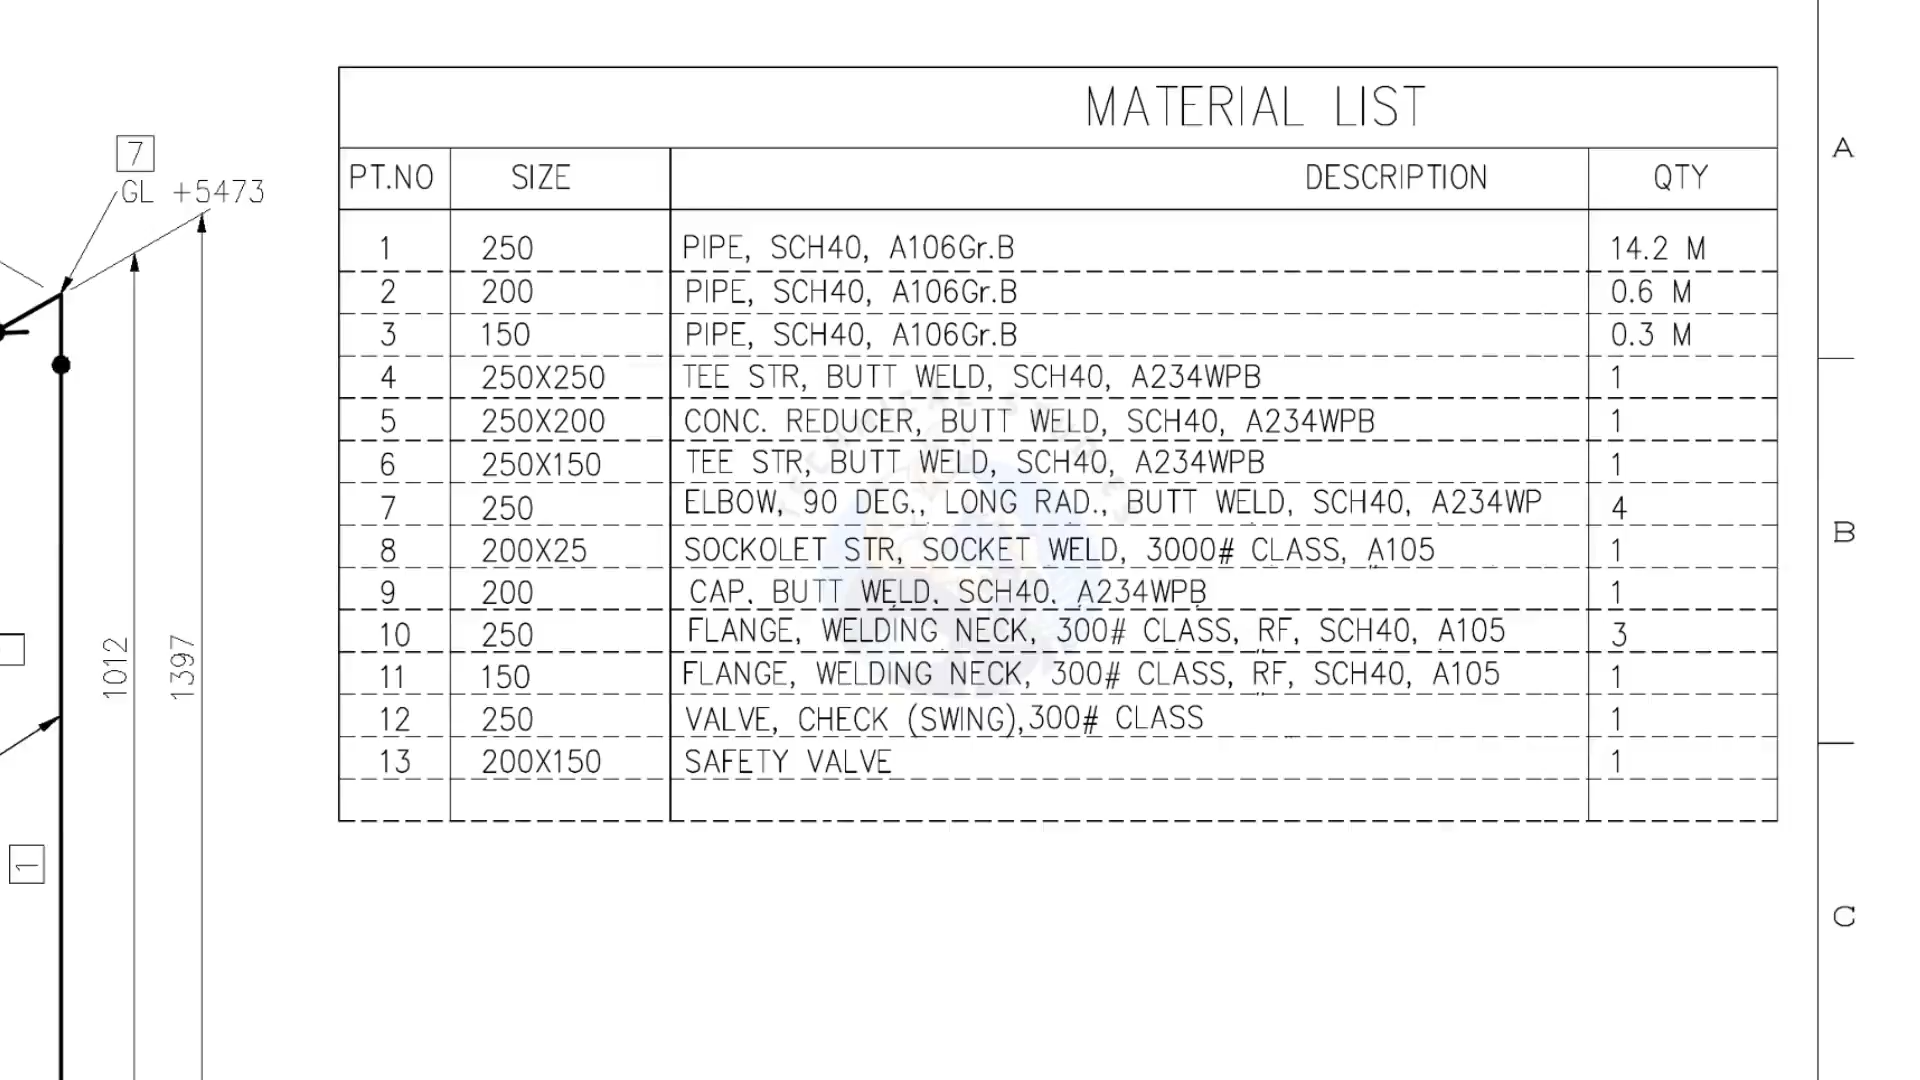 MATERIAL LIST
PT.NO SIZE DESCRIPTION QTY
1 250 PIPE, SCH40, A106Gr.B 14.2 M
2 200 PIPE, SCH40, A106Gr.B 0.6 M
3 150 PIPE, SCH40, A106Gr.B 0.3 M
4 250X250 TEE STR, BUTT WELD, SCH40, A234WPB 1
5 250X200 CONC. REDUCER, BUTT WELD, SCH40, A234WPB 1
6 250X150 TEE STR, BUTT WELD, SCH40, A234WPB 1
7 250 ELBOW, 90 DEG., LONG RAD., BUTT WELD, SCH40, A234WP 4
8 200X25 SOCKOLET STR, SOCKET WELD, 3000# CLASS, A105 1
9 200 CAP, BUTT WELD, SCH40, A234WPB 1
10 250 FLANGE, WELDING NECK, 300# CLASS, RF, SCH40, A105 3
11 150 FLANGE, WELDING NECK, 300# CLASS, RF, SCH40, A105 1
12 250 VALVE, CHECK (SWING),300# CLASS 1
13 200X150 SAFETY VALVE 1
7
GL +5473
1012
1397
1
A
B
C